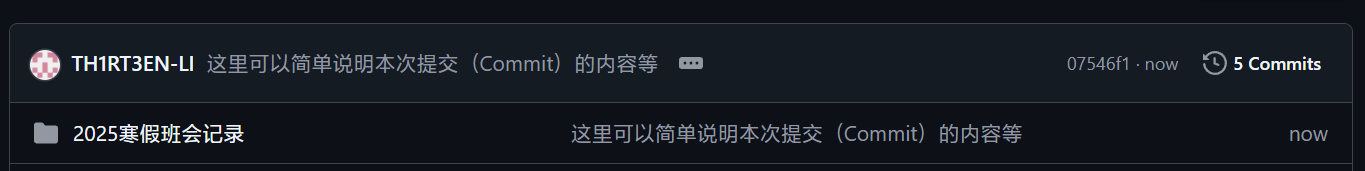 TH1RT3EN-LI 这里可以简单说明本次提交（Commit）的内容等 07546f1 · now 5 Commits
2025寒假班会记录 这里可以简单说明本次提交（Commit）的内容等 now